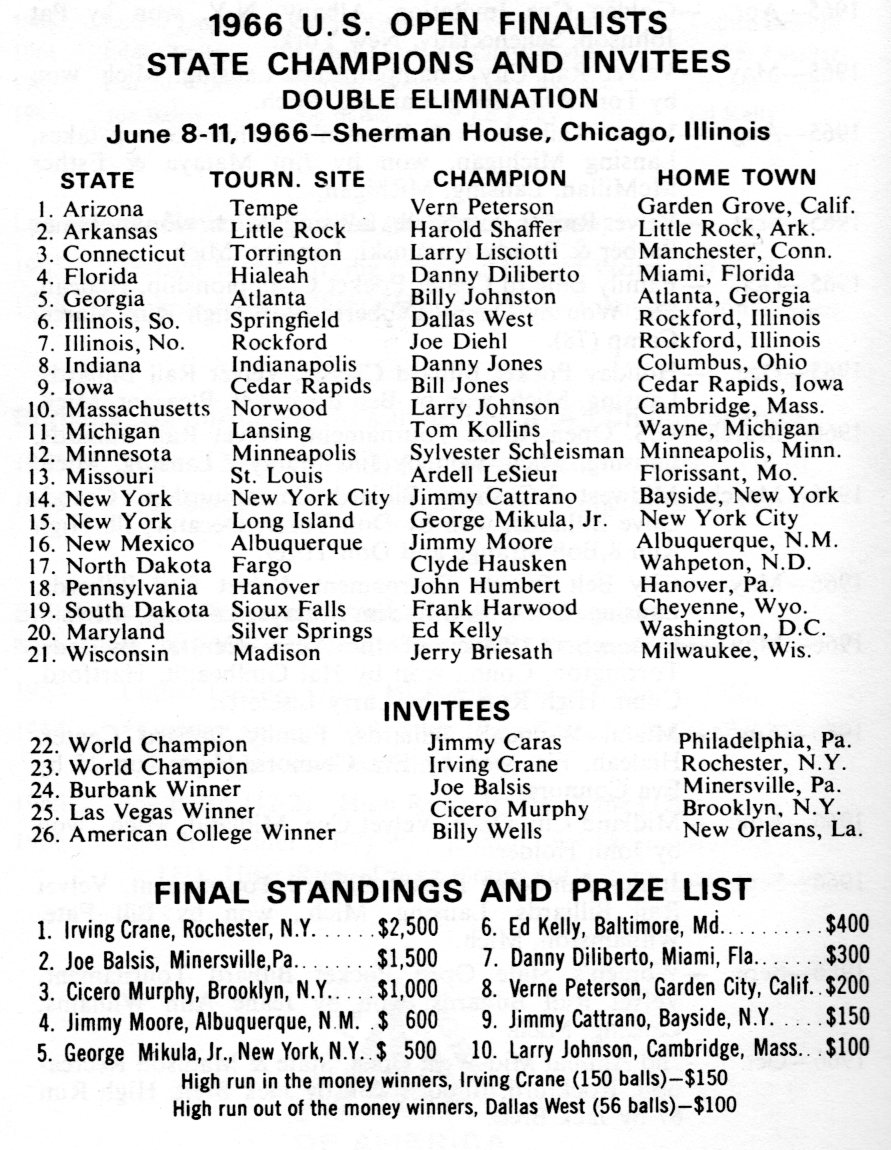 1966 U.S. OPEN FINALISTS
STATE CHAMPIONS AND INVITEES
DOUBLE ELIMINATION
June 8-11, 1966—Sherman House, Chicago, Illinois
STATE TOURN. SITE CHAMPION HOME TOWN
1. Arizona Tempe Vern Peterson Garden Grove, Calif.
2. Arkansas Little Rock Harold Shaffer Little Rock, Ark.
3. Connecticut Torrington Larry Lisciotti Manchester, Conn.
4. Florida Hialeah Danny Diliberto Miami, Florida
5. Georgia Atlanta Billy Johnston Atlanta, Georgia
6. Illinois, So. Springfield Dallas West Rockford, Illinois
7. Illinois, No. Rockford Joe Diehl Rockford, Illinois
8. Indiana Indianapolis Danny Jones Columbus, Ohio
9. Iowa Cedar Rapids Bill Jones Cedar Rapids, Iowa
10. Massachusetts Norwood Larry Johnson Cambridge, Mass.
11. Michigan Lansing Tom Kollins Wayne, Michigan
12. Minnesota Minneapolis Sylvester Schleisman Minneapolis, Minn.
13. Missouri St. Louis Ardell LeSieur Florissant, Mo.
14. New York New York City Jimmy Cattrano Bayside, New York
15. New York Long Island George Mikula, Jr. New York City
16. New Mexico Albuquerque Jimmy Moore Albuquerque, N.M.
17. North Dakota Fargo Clyde Hausken Wahpeton, N.D.
18. Pennsylvania Hanover John Humbert Hanover, Pa.
19. South Dakota Sioux Falls Frank Harwood Cheyenne, Wyo.
20. Maryland Silver Springs Ed Kelly Washington, D.C.
21. Wisconsin Madison Jerry Briesath Milwaukee, Wis.
INVITEES
22. World Champion Jimmy Caras Philadelphia, Pa.
23. World Champion Irving Crane Rochester, N.Y.
24. Burbank Winner Joe Balsis Minersville, Pa.
25. Las Vegas Winner Cicero Murphy Brooklyn, N.Y.
26. American College Winner Billy Wells New Orleans, La.
FINAL STANDINGS AND PRIZE LIST
1. Irving Crane, Rochester, N.Y. ..... $2,500
2. Joe Balsis, Minersville,Pa. ....... $1,500
3. Cicero Murphy, Brooklyn, N.Y. .... $1,000
4. Jimmy Moore, Albuquerque, N.M. . $ 600
5. George Mikula, Jr., New York, N.Y. . $ 500
6. Ed Kelly, Baltimore, Md. ......... $400
7. Danny Diliberto, Miami, Fla. ....... $300
8. Verne Peterson, Garden City, Calif. . $200
9. Jimmy Cattrano, Bayside, N.Y. ..... $150
10. Larry Johnson, Cambridge, Mass. .. $100
High run in the money winners, Irving Crane (150 balls)—$150
High run out of the money winners, Dallas West (56 balls)—$100